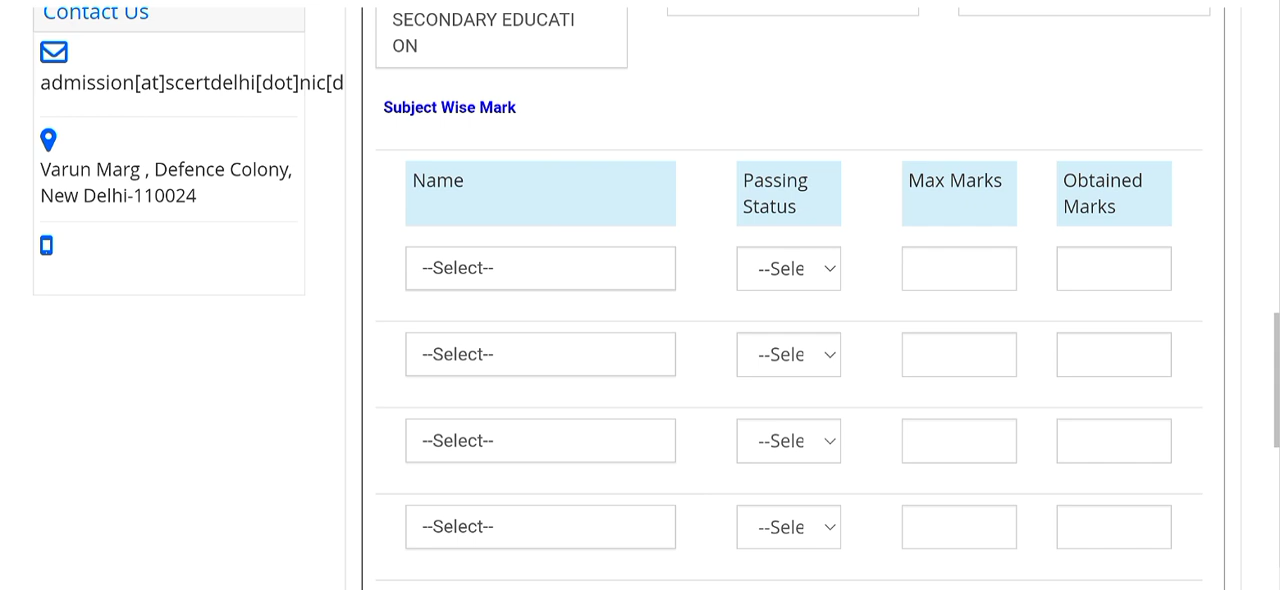 Contact Us
admission[at]scertdelhi[dot]nic[d
Varun Marg , Defence Colony,
New Delhi-110024
SECONDARY EDUCATI
ON
Subject Wise Mark
Name
Passing
Status
Max Marks
Obtained
Marks
--Select--
--Sele
--Select--
--Sele
--Select--
--Sele
--Select--
--Sele